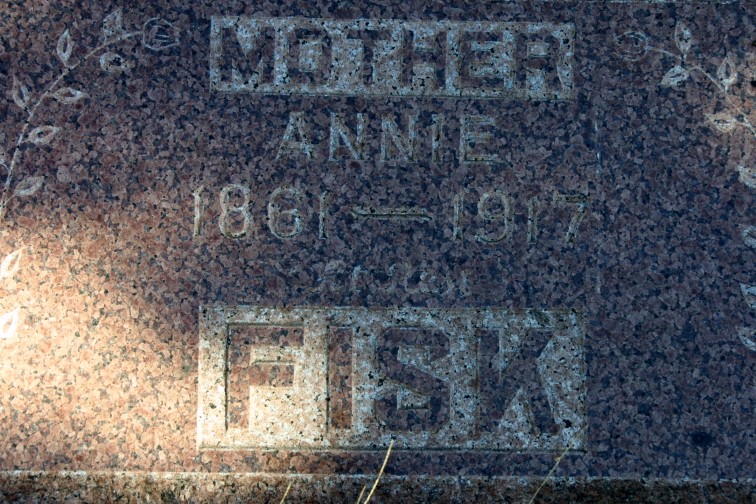 MOTHER
ANNIE
1861 — 1917
FISK